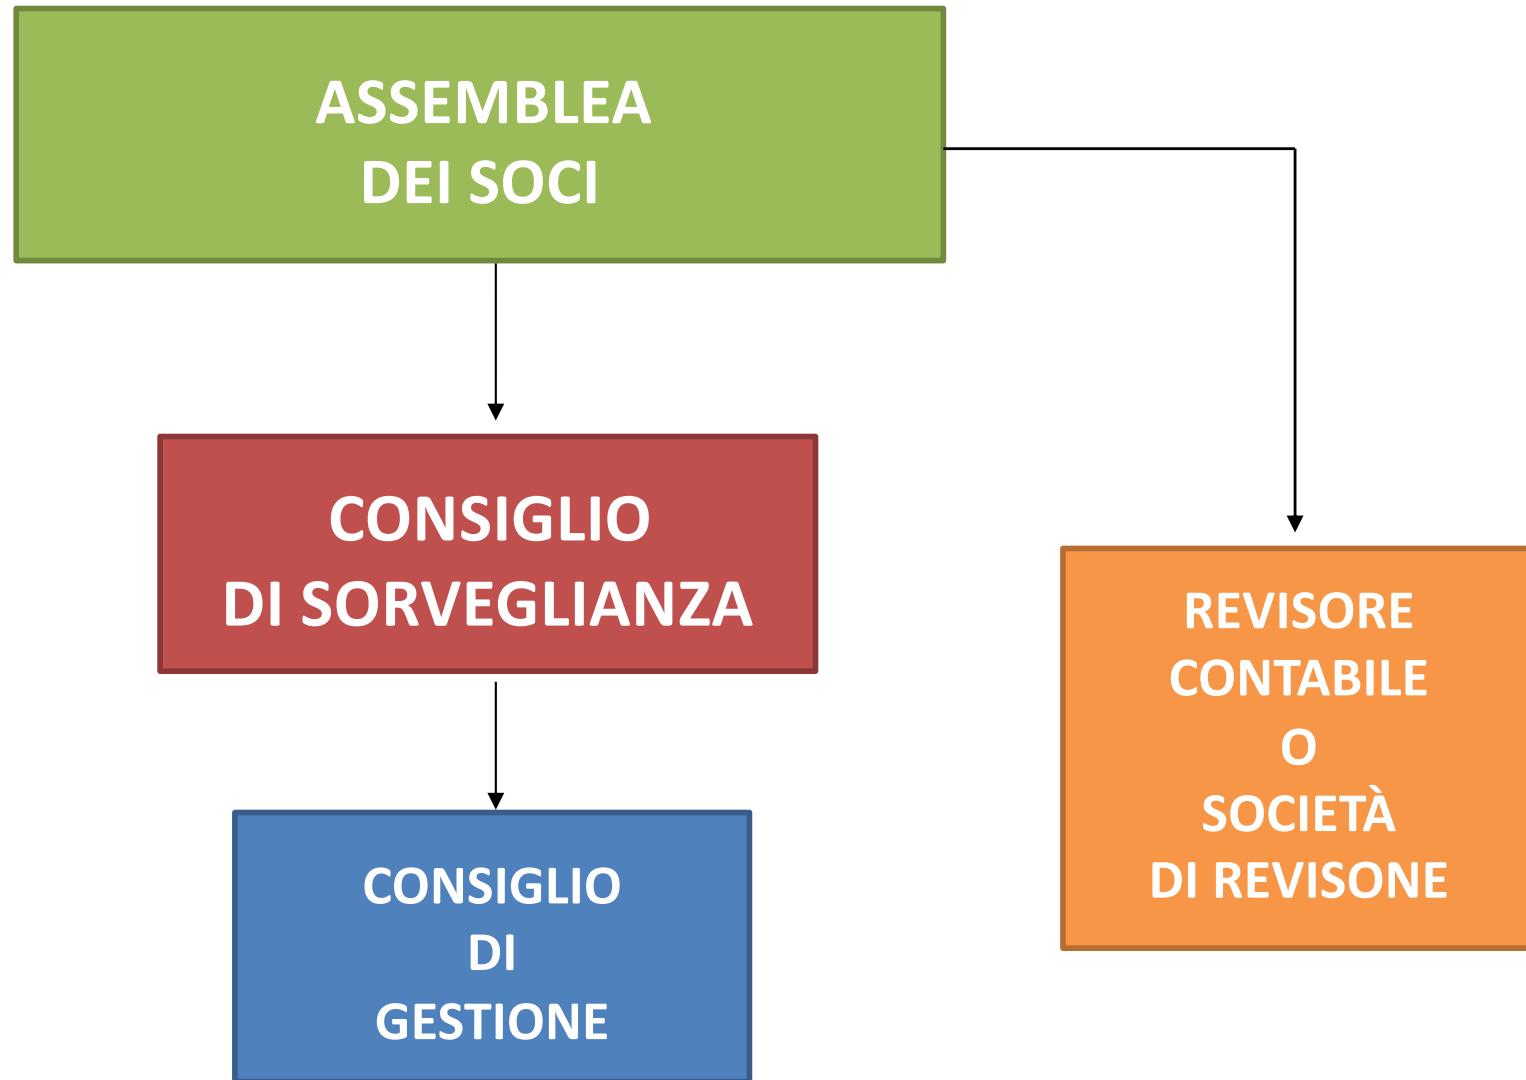 ASSEMBLEA
DEI SOCI
CONSIGLIO
DI SORVEGLIANZA
REVISORE
CONTABILE
O
SOCIETÀ
DI REVISONE
CONSIGLIO
DI
GESTIONE